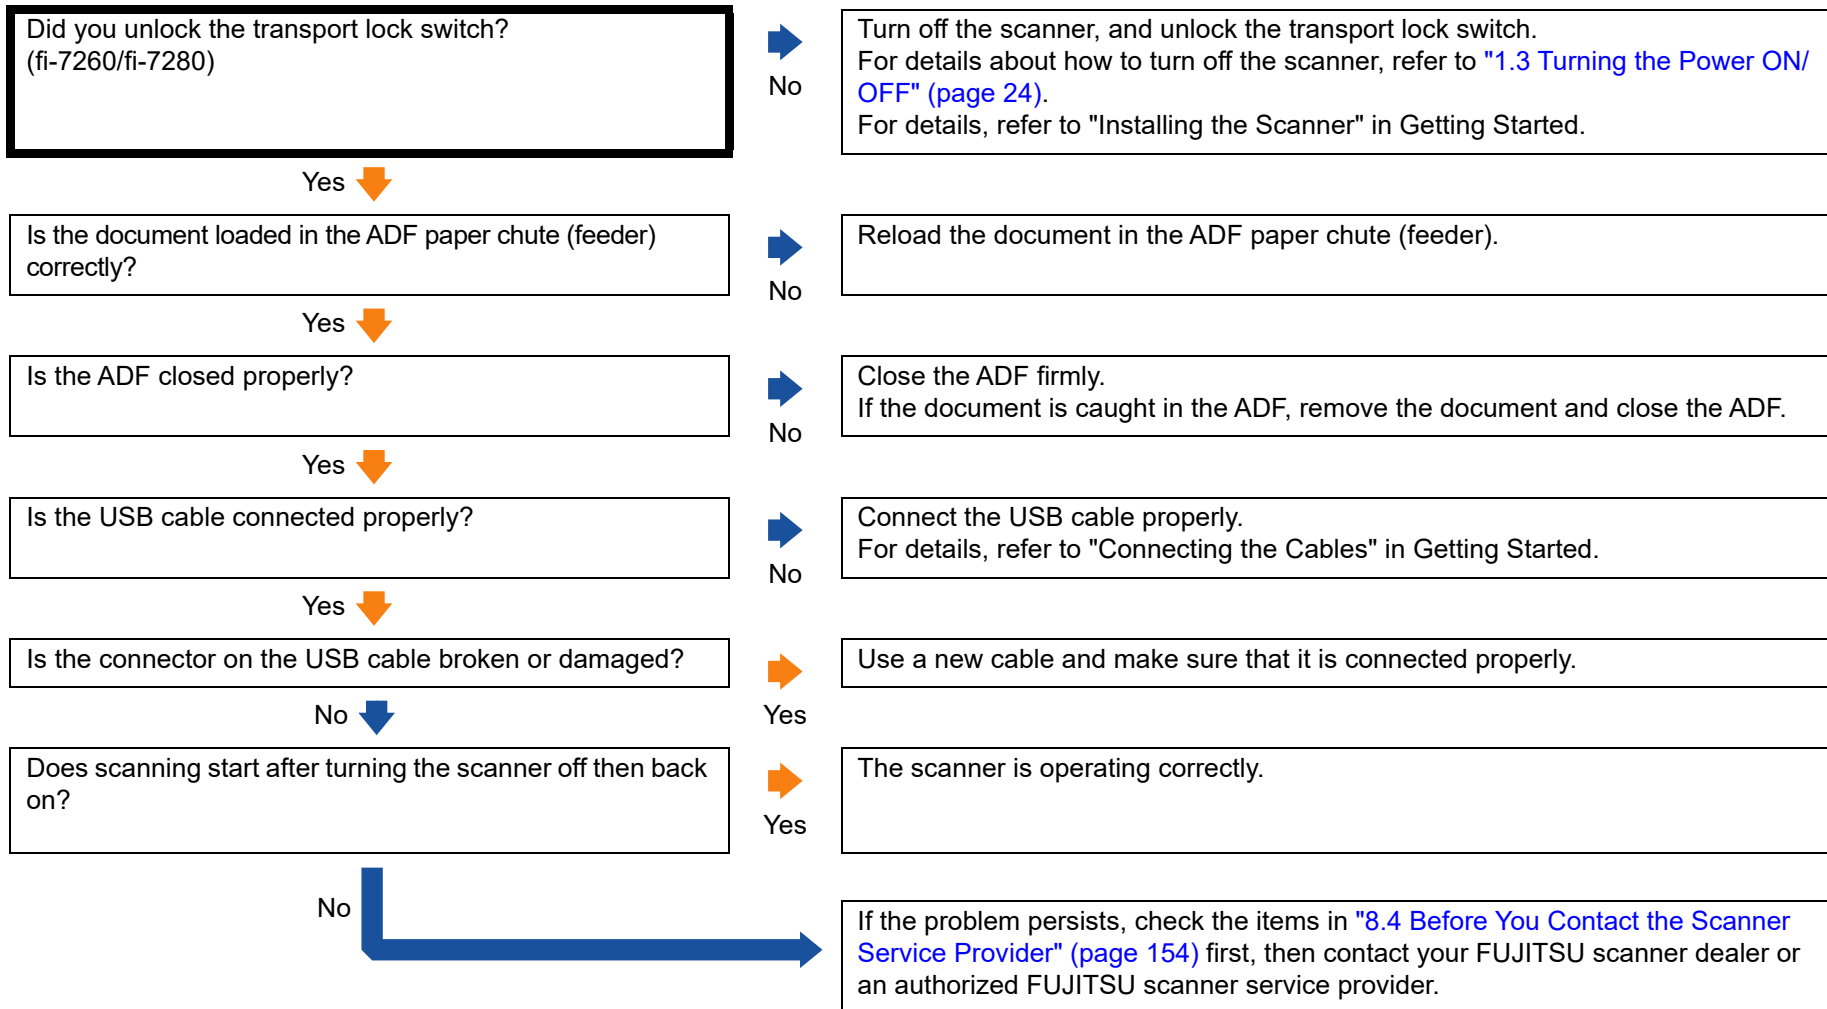 Did you unlock the transport lock switch?
(fi-7260/fi-7280)
No
Turn off the scanner, and unlock the transport lock switch.
For details about how to turn off the scanner, refer to "1.3 Turning the Power ON/
OFF" (page 24).
For details, refer to "Installing the Scanner" in Getting Started.
Yes
Is the document loaded in the ADF paper chute (feeder)
correctly?
No
Reload the document in the ADF paper chute (feeder).
Yes
Is the ADF closed properly?
No
Close the ADF firmly.
If the document is caught in the ADF, remove the document and close the ADF.
Yes
Is the USB cable connected properly?
No
Connect the USB cable properly.
For details, refer to "Connecting the Cables" in Getting Started.
Yes
Is the connector on the USB cable broken or damaged?
Yes
Use a new cable and make sure that it is connected properly.
No
Does scanning start after turning the scanner off then back
on?
Yes
The scanner is operating correctly.
No
If the problem persists, check the items in "8.4 Before You Contact the Scanner
Service Provider" (page 154) first, then contact your FUJITSU scanner dealer or
an authorized FUJITSU scanner service provider.